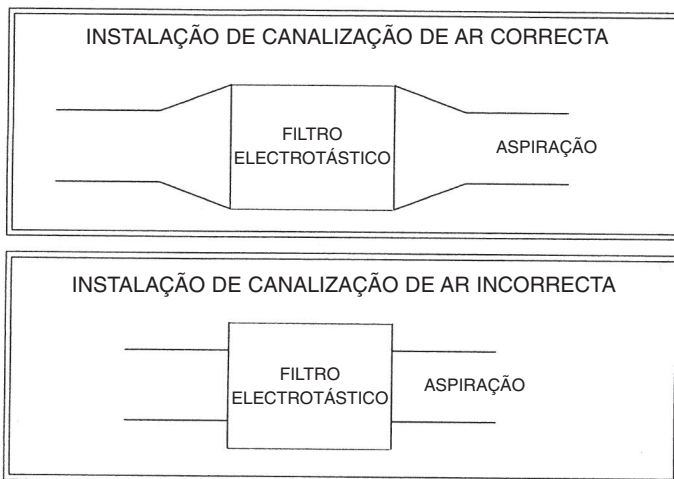 INSTALAÇÃO DE CANALIZAÇÃO DE AR CORRECTA
FILTRO
ELECTROTÁSTICO
ASPIRAÇÃO
INSTALAÇÃO DE CANALIZAÇÃO DE AR INCORRECTA
FILTRO
ELECTROTÁSTICO
ASPIRAÇÃO